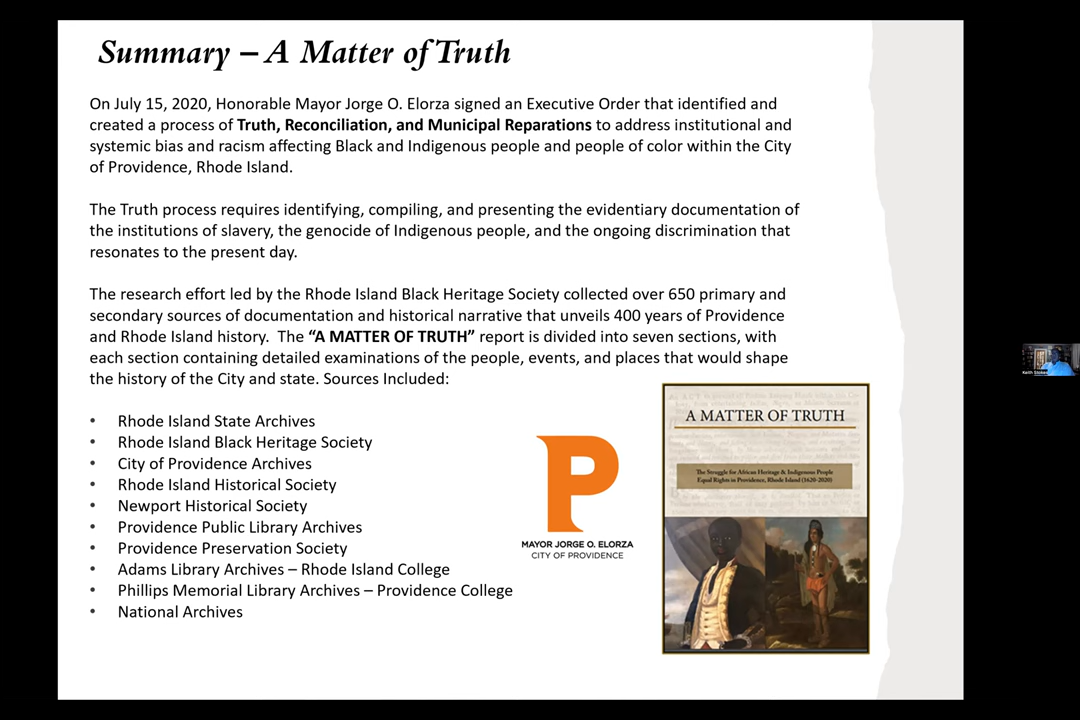 Summary – A Matter of Truth
On July 15, 2020, Honorable Mayor Jorge O. Elorza signed an Executive Order that identified and
created a process of Truth, Reconciliation, and Municipal Reparations to address institutional and
systemic bias and racism affecting Black and Indigenous people and people of color within the City
of Providence, Rhode Island.
The Truth process requires identifying, compiling, and presenting the evidentiary documentation of
the institutions of slavery, the genocide of Indigenous people, and the ongoing discrimination that
resonates to the present day.
The research effort led by the Rhode Island Black Heritage Society collected over 650 primary and
secondary sources of documentation and historical narrative that unveils 400 years of Providence
and Rhode Island history. The “A MATTER OF TRUTH” report is divided into seven sections, with
each section containing detailed examinations of the people, events, and places that would shape
the history of the City and state. Sources Included:
• Rhode Island State Archives
• Rhode Island Black Heritage Society
• City of Providence Archives
• Rhode Island Historical Society
• Newport Historical Society
• Providence Public Library Archives
• Providence Preservation Society
• Adams Library Archives – Rhode Island College
• Phillips Memorial Library Archives – Providence College
• National Archives
P
MAYOR JORGE O. ELORZA
CITY OF PROVIDENCE
A MATTER OF TRUTH
The Struggle for African Heritage & Indigenous People
Equal Rights in Providence, Rhode Island (1620-2020)
Keith Stokes